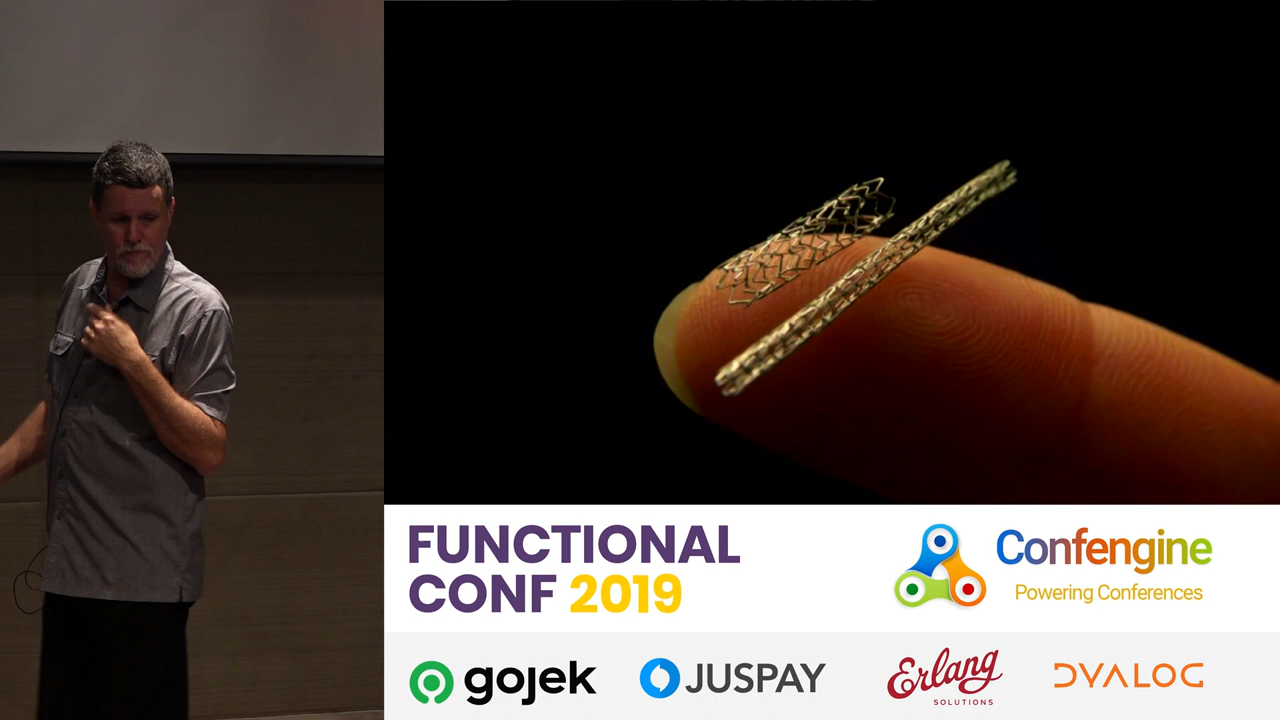 FUNCTIONAL
CONF 2019
Confengine
Powering Conferences
gojek
JUSPAY
Erlang
SOLUTIONS
DYALOG